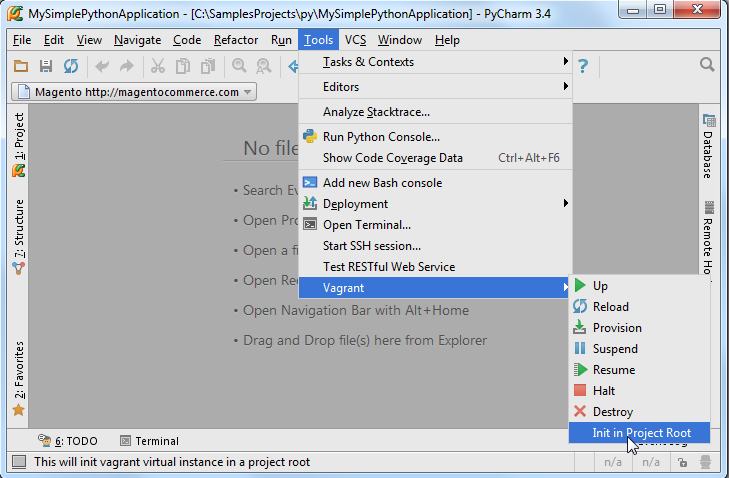 MySimplePythonApplication - [C:\SamplesProjects\py\MySimplePythonApplication] - PyCharm 3.4
File Edit View Navigate Code Refactor Run Tools VCS Window Help
Magento http://magentocommerce.com
1: Project
7: Structure
2: Favorites
No file
• Search Ev
• Open Pro
• Open a fi
• Open Rec
• Open Navigation Bar with Alt+Home
• Drag and Drop file(s) here from Explorer
Tasks & Contexts
Editors
Analyze Stacktrace...
Run Python Console...
Show Code Coverage Data Ctrl+Alt+F6
Add new Bash console
Deployment
Open Terminal...
Start SSH session...
Test RESTful Web Service
Vagrant
Up
Reload
Provision
Suspend
Resume
Halt
Destroy
Init in Project Root
Database
Remote Ho
6: TODO
Terminal
This will init vagrant virtual instance in a project root
n/a
n/a